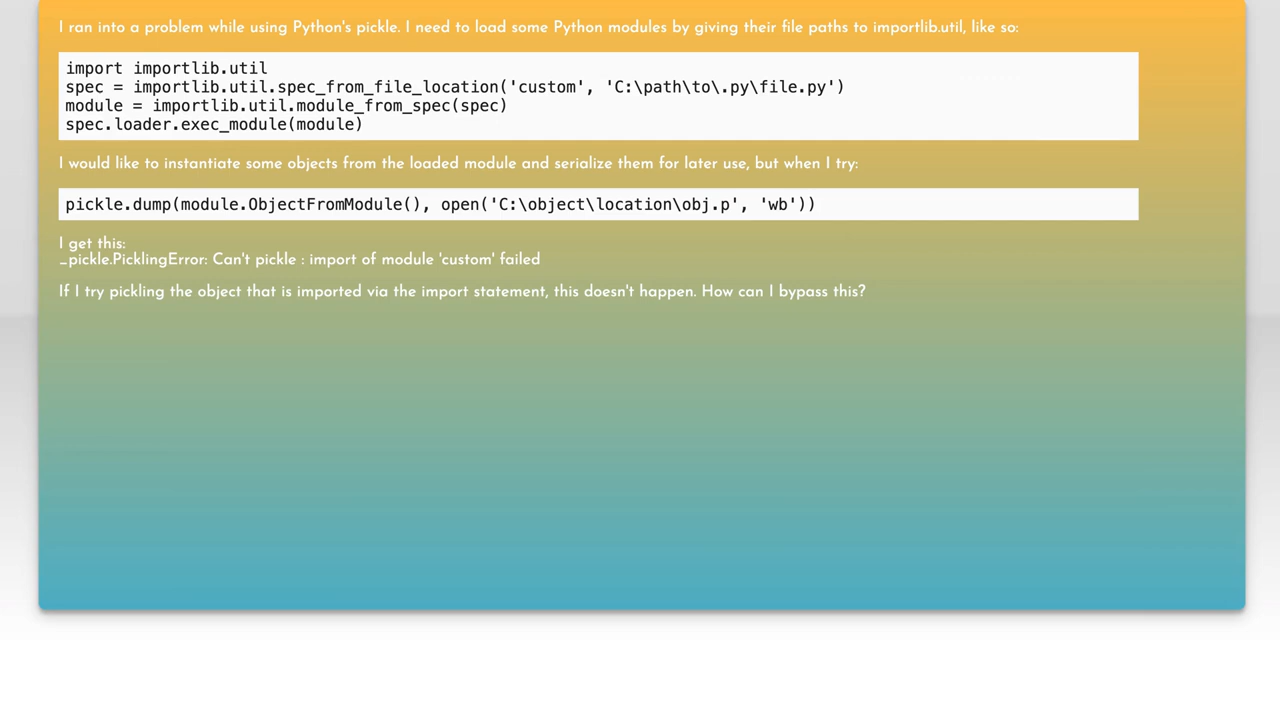 I ran into a problem while using Python's pickle. I need to load some Python modules by giving their file paths to importlib.util, like so:
import importlib.util
spec = importlib.util.spec_from_file_location('custom', 'C:\path\to\.py\file.py')
module = importlib.util.module_from_spec(spec)
spec.loader.exec_module(module)
I would like to instantiate some objects from the loaded module and serialize them for later use, but when I try:
pickle.dump(module.ObjectFromModule(), open('C:\object\location\obj.p', 'wb'))
I get this:
_pickle.PicklingError: Can't pickle : import of module 'custom' failed
If I try pickling the object that is imported via the import statement, this doesn't happen. How can I bypass this?